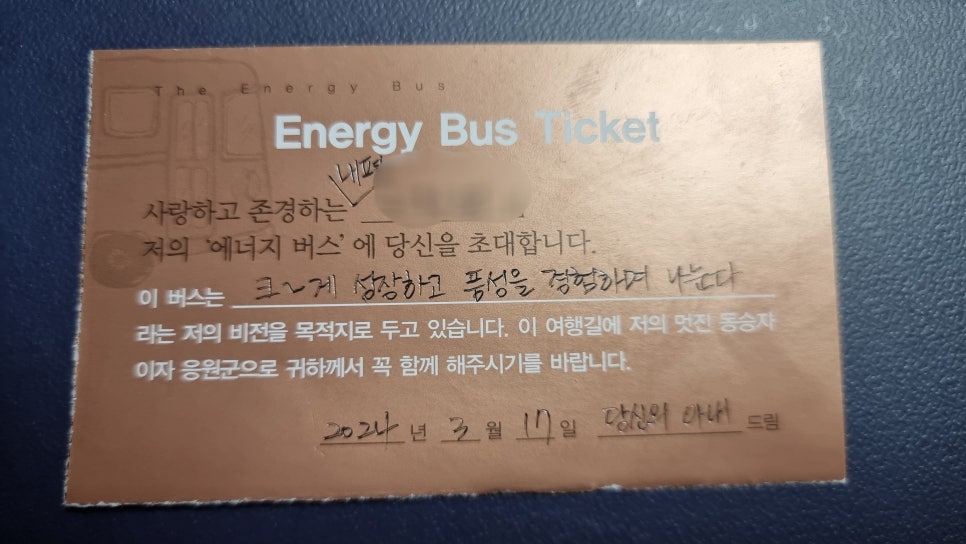 The Energy Bus
Energy Bus Ticket
내편
사랑하고 존경하는
저의 '에너지 버스'에 당신을 초대합니다.
이 버스는 크~게 성장하고 풍성을 경험하며 나눈다
라는 저의 비전을 목적지로 두고 있습니다. 이 여행길에 저의 멋진 동승자
이자 응원군으로 귀하께서 꼭 함께 해주시기를 바랍니다.
2024 년 3 월 17 일 당신의 아내 드림